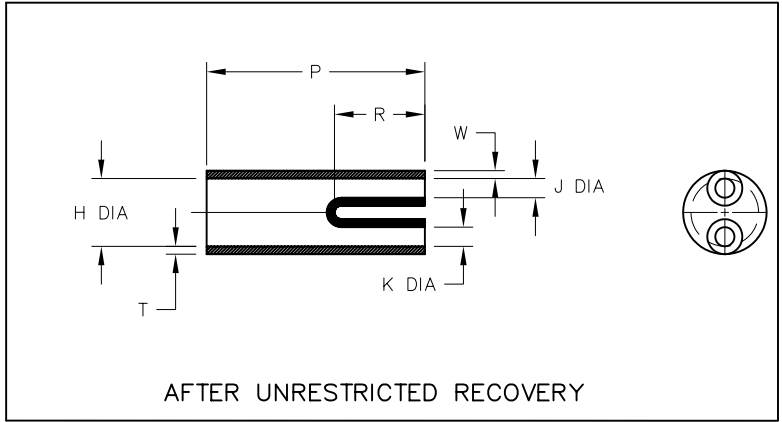 P
R
W
J DIA
H DIA
K DIA
T
AFTER UNRESTRICTED RECOVERY